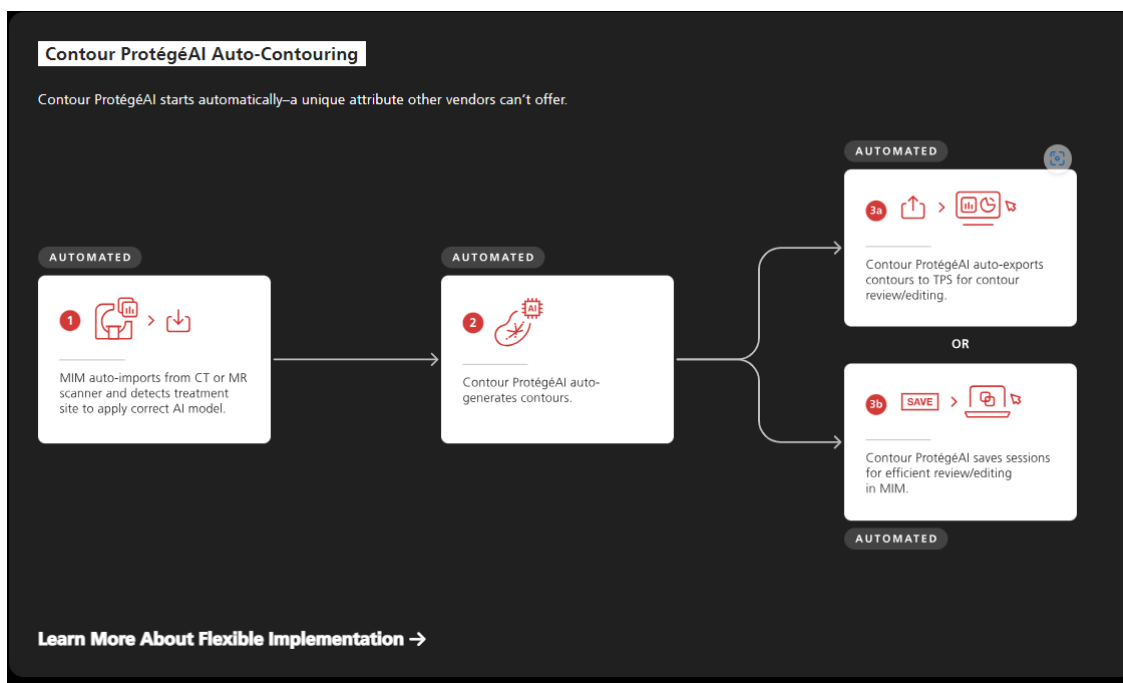 Contour ProtégéAI Auto-Contouring
Contour ProtégéAI starts automatically–a unique attribute other vendors can't offer.
AUTOMATED
1
MIM auto-imports from CT or MR
scanner and detects treatment
site to apply correct AI model.
AUTOMATED
2
AI
Contour ProtégéAI auto-
generates contours.
AUTOMATED
3a
Contour ProtégéAI auto-exports
contours to TPS for contour
review/editing.
OR
3b
SAVE
Contour ProtégéAI saves sessions
for efficient review/editing
in MIM.
AUTOMATED
Learn More About Flexible Implementation →